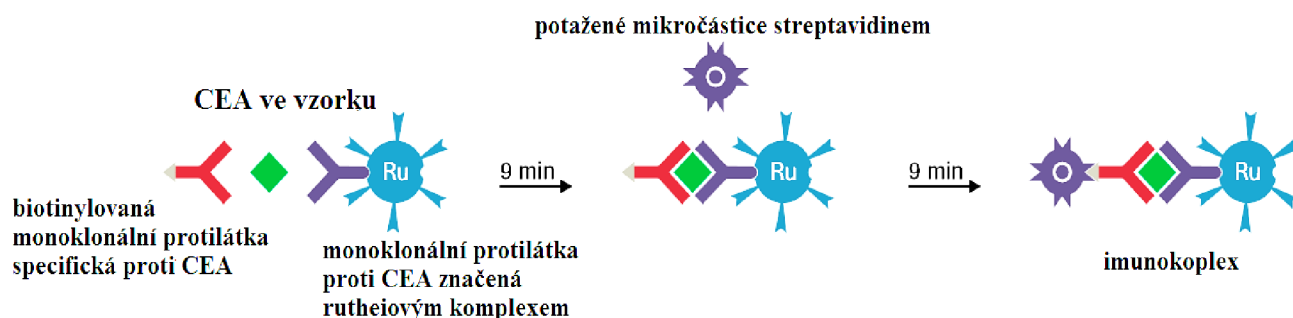 potažené mikročástice streptavidinem
CEA ve vzorku
Ru
9 min
Ru
9 min
Ru
biotinylovaná
monoklonální protilátka
specifická proti CEA
monoklonální protilátka
proti CEA značená
rutheiovým komplexem
imunokoplex